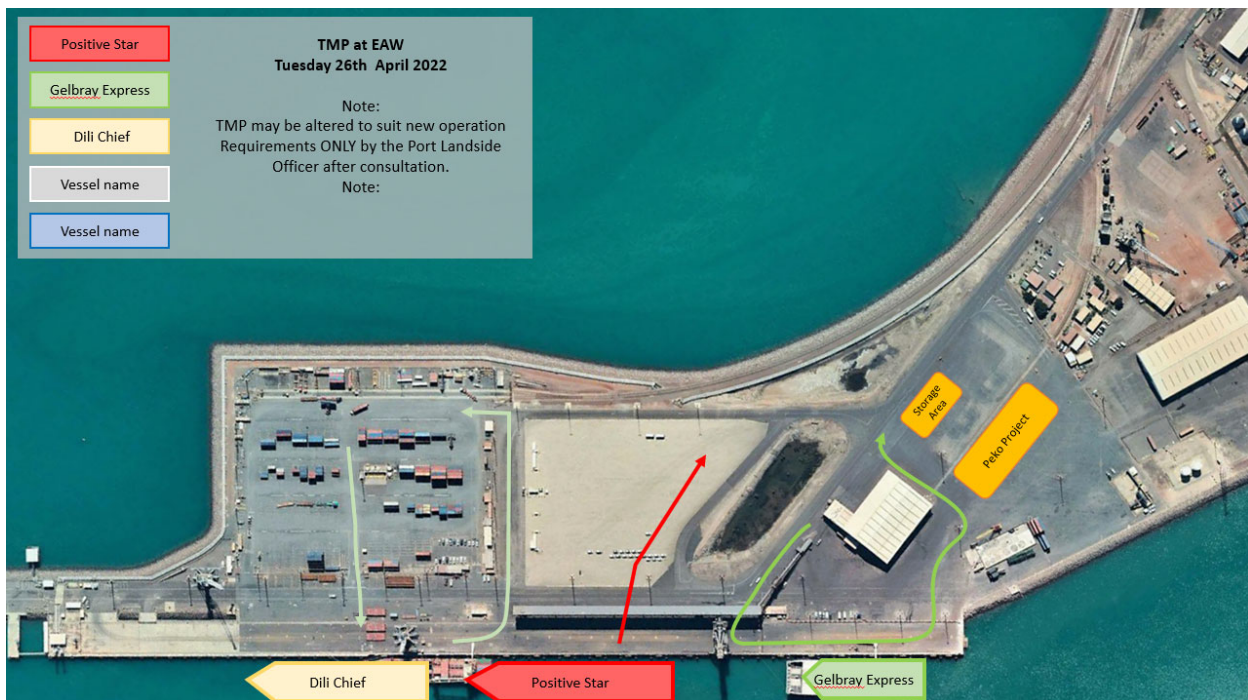 Positive Star
Gelbray Express
Dili Chief
Vessel name
Vessel name
TMP at EAW
Tuesday 26th April 2022
Note:
TMP may be altered to suit new operation
Requirements ONLY by the Port Landside
Officer after consultation.
Note:
Storage
Area
Peko Project
Dili Chief
Positive Star
Gelbray Express